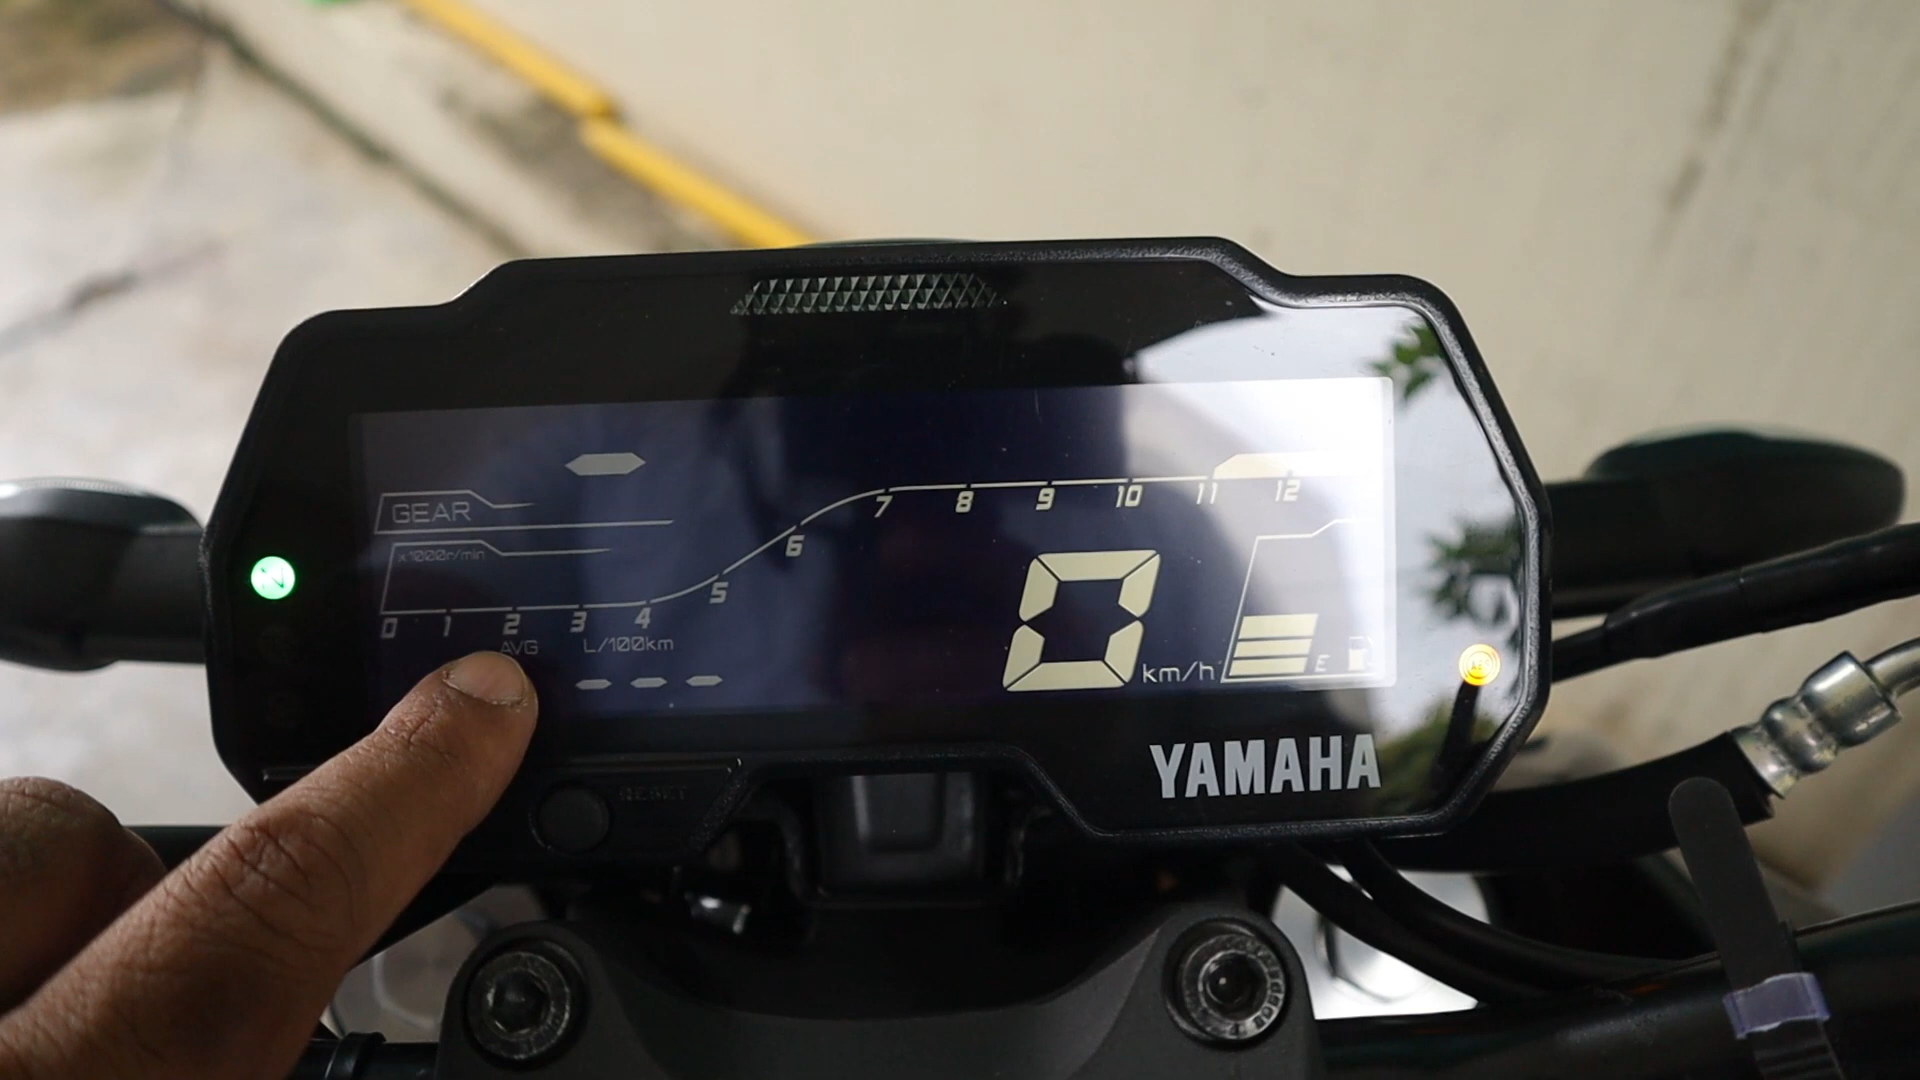 GEAR
x1000r/min
0 1 2 3 4 5 6 7 8 9 10 11 12
AVG L/100km
0 km/h
E
N
YAMAHA
RESET